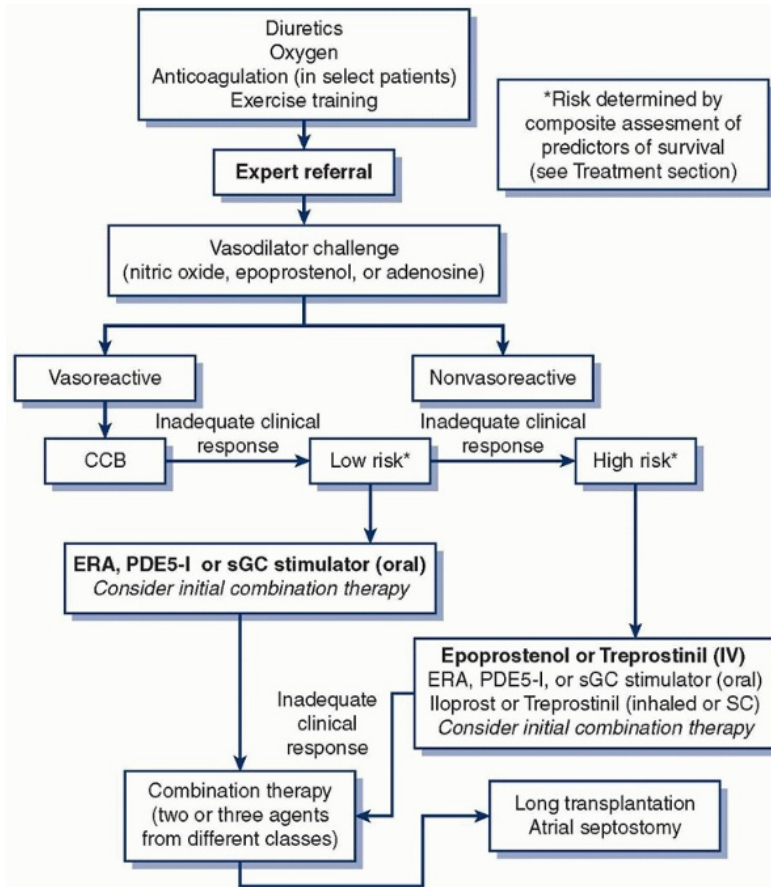 Diuretics
Oxygen
Anticoagulation (in select patients)
Exercise training
*Risk determined by
composite assesment of
predictors of survival
(see Treatment section)
Expert referral
Vasodilator challenge
(nitric oxide, epoprostenol, or adenosine)
Vasoreactive
Nonvasoreactive
CCB
Inadequate clinical
response
Low risk*
Inadequate clinical
response
High risk*
ERA, PDE5-I or sGC stimulator (oral)
Consider initial combination therapy
Epoprostenol or Treprostinil (IV)
ERA, PDE5-I, or sGC stimulator (oral)
Iloprost or Treprostinil (inhaled or SC)
Consider initial combination therapy
Inadequate
clinical
response
Combination therapy
(two or three agents
from different classes)
Long transplantation
Atrial septostomy